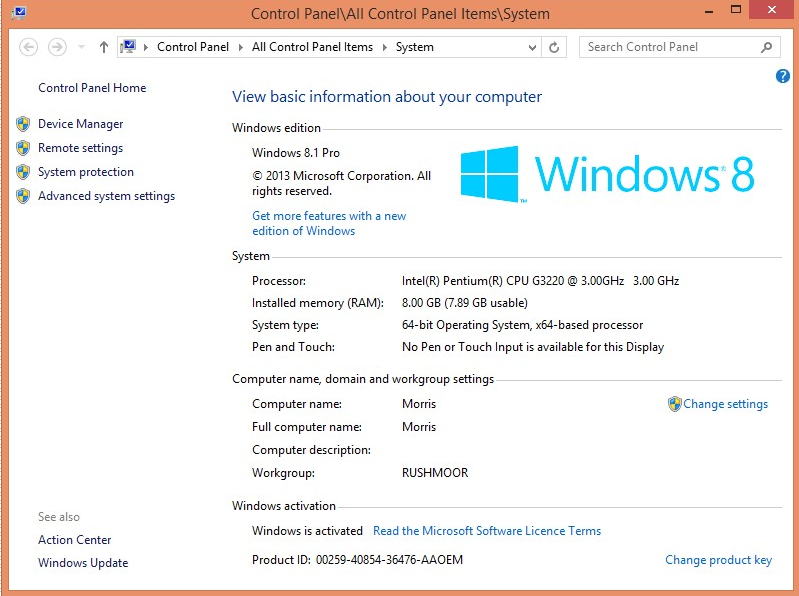 Control Panel\All Control Panel Items\System
Control Panel All Control Panel Items System
Search Control Panel
?
Control Panel Home
Device Manager
Remote settings
System protection
Advanced system settings
See also
Action Center
Windows Update
View basic information about your computer
Windows edition
Windows 8.1 Pro
© 2013 Microsoft Corporation. All
rights reserved.
Get more features with a new
edition of Windows
Windows® 8
™
System
Processor: Intel(R) Pentium(R) CPU G3220 @ 3.00GHz 3.00 GHz
Installed memory (RAM): 8.00 GB (7.89 GB usable)
System type: 64-bit Operating System, x64-based processor
Pen and Touch: No Pen or Touch Input is available for this Display
Computer name, domain and workgroup settings
Computer name: Morris
Change settings
Full computer name: Morris
Computer description:
Workgroup: RUSHMOOR
Windows activation
Windows is activated Read the Microsoft Software Licence Terms
Product ID: 00259-40854-36476-AAOEM
Change product key